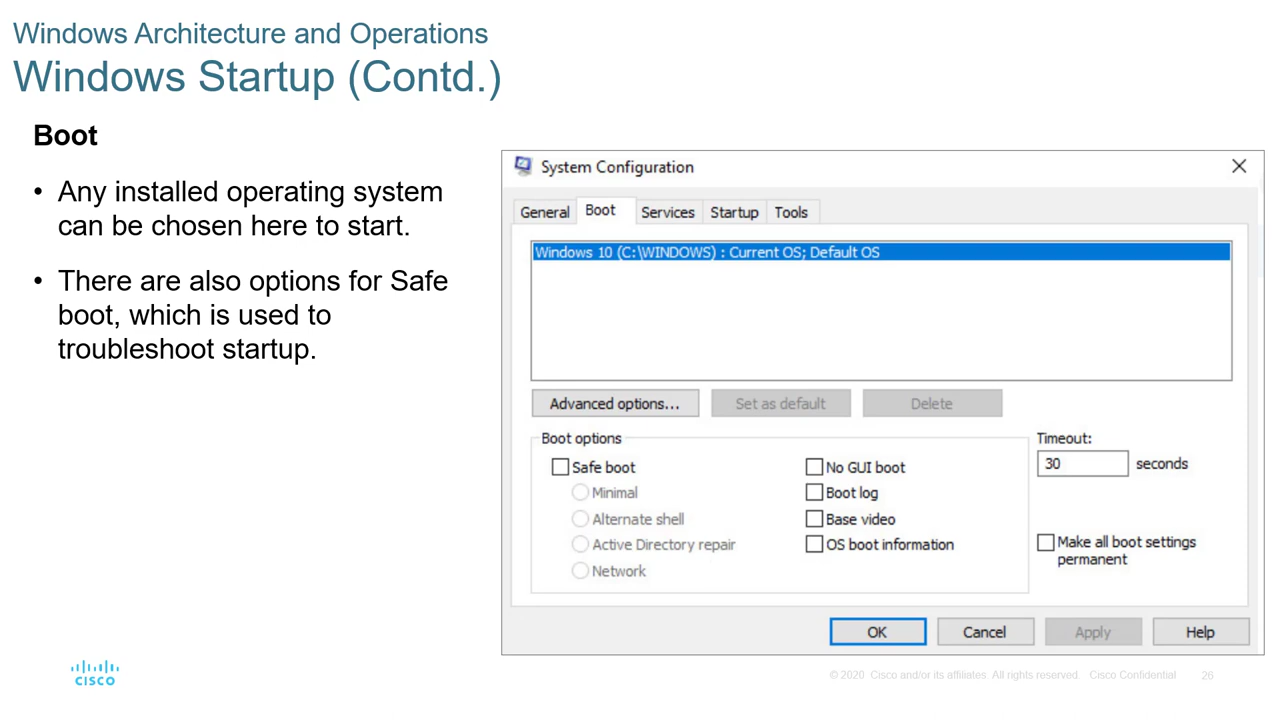 Windows Architecture and Operations
Windows Startup (Contd.)
Boot
• Any installed operating system
can be chosen here to start.
• There are also options for Safe
boot, which is used to
troubleshoot startup.
System Configuration
General Boot Services Startup Tools
Windows 10 (C:\WINDOWS) : Current OS; Default OS
Advanced options... Set as default Delete
Boot options
Safe boot
Minimal
Alternate shell
Active Directory repair
Network
No GUI boot
Boot log
Base video
OS boot information
Timeout:
30 seconds
Make all boot settings
permanent
OK Cancel Apply Help
CISCO
© 2020 Cisco and/or its affiliates. All rights reserved. Cisco Confidential 26